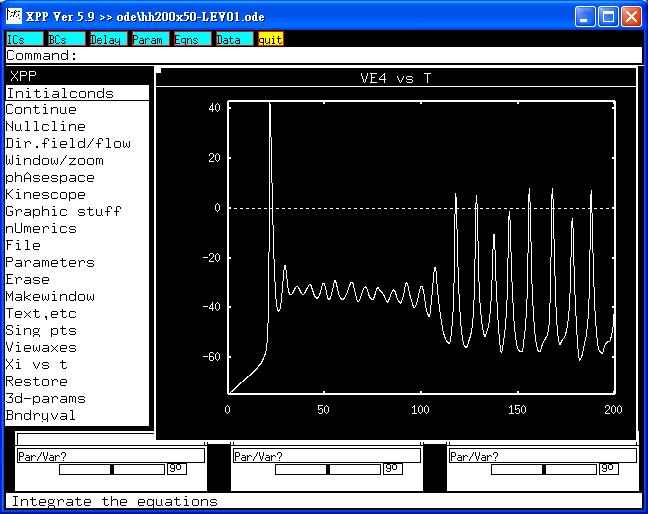 XPP Ver 5.9 >> ode\hh200x50-LEV01.ode
ICs BCs Delay Param Eqns Data quit
Command:
XPP
VE4 vs T
Initialconds
Continue
Nullcline
Dir.field/flow
Window/zoom
phAsespace
Kinescope
Graphic stuff
nUmerics
File
Parameters
Erase
Makewindow
Text,etc
Sing pts
Viewaxes
Xi vs t
Restore
3d-params
Bndryval
40
20
0
-20
-40
-60
0 50 100 150 200
Par/Var? Par/Var? Par/Var?
go go go
Integrate the equations